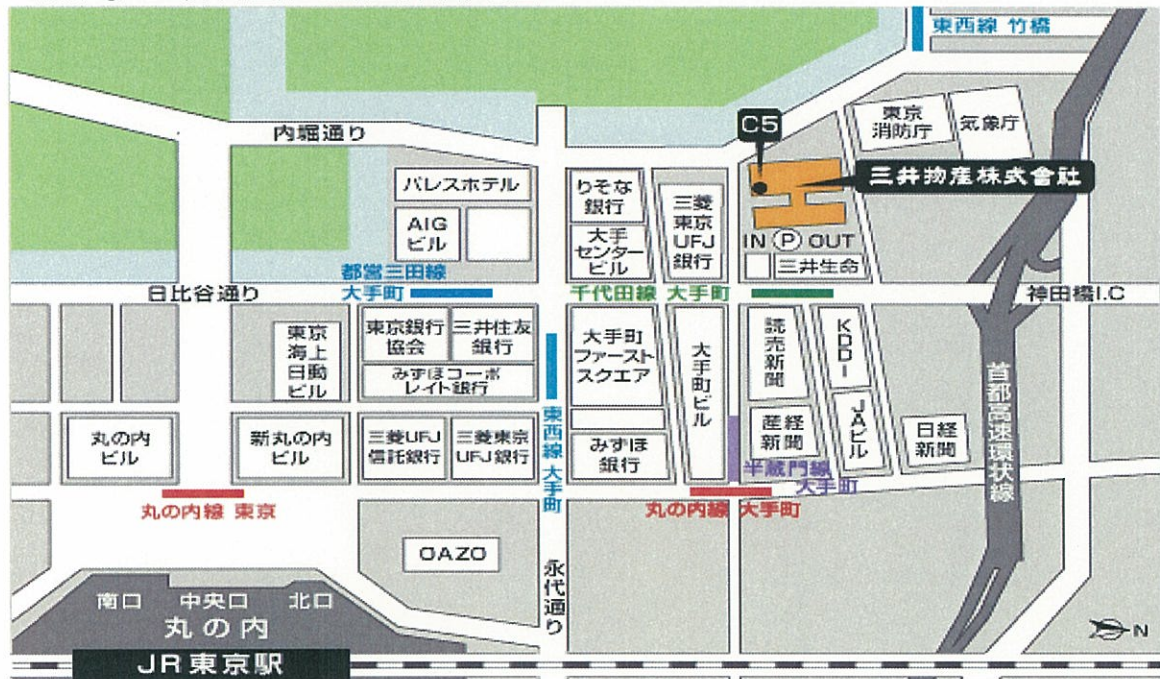 東西線 竹橋
C5
東京
消防庁
気象庁
内堀通り
三井物産株式會社
パレスホテル
りそな
銀行
三菱
東京
UFJ
銀行
AIG
ビル
大手
センター
ビル
IN P OUT
三井生命
都営三田線
大手町
日比谷通り
千代田線 大手町
神田橋I.C
東京
海上
日動
ビル
東京銀行
協会
三井住友
銀行
みずほコーポ
レイト銀行
大手町
ファースト
スクエア
大手町ビル
読売新聞
KDDI
首都高速環状線
丸の内
ビル
新丸の内
ビル
三菱UFJ
信託銀行
三菱東京
UFJ銀行
東西線 大手町
みずほ
銀行
産経
新聞
JAビル
日経
新聞
半蔵門線
大手町
丸の内線 東京
丸の内線 大手町
OAZO
永代通り
南口 中央口 北口
丸の内
N
JR東京駅